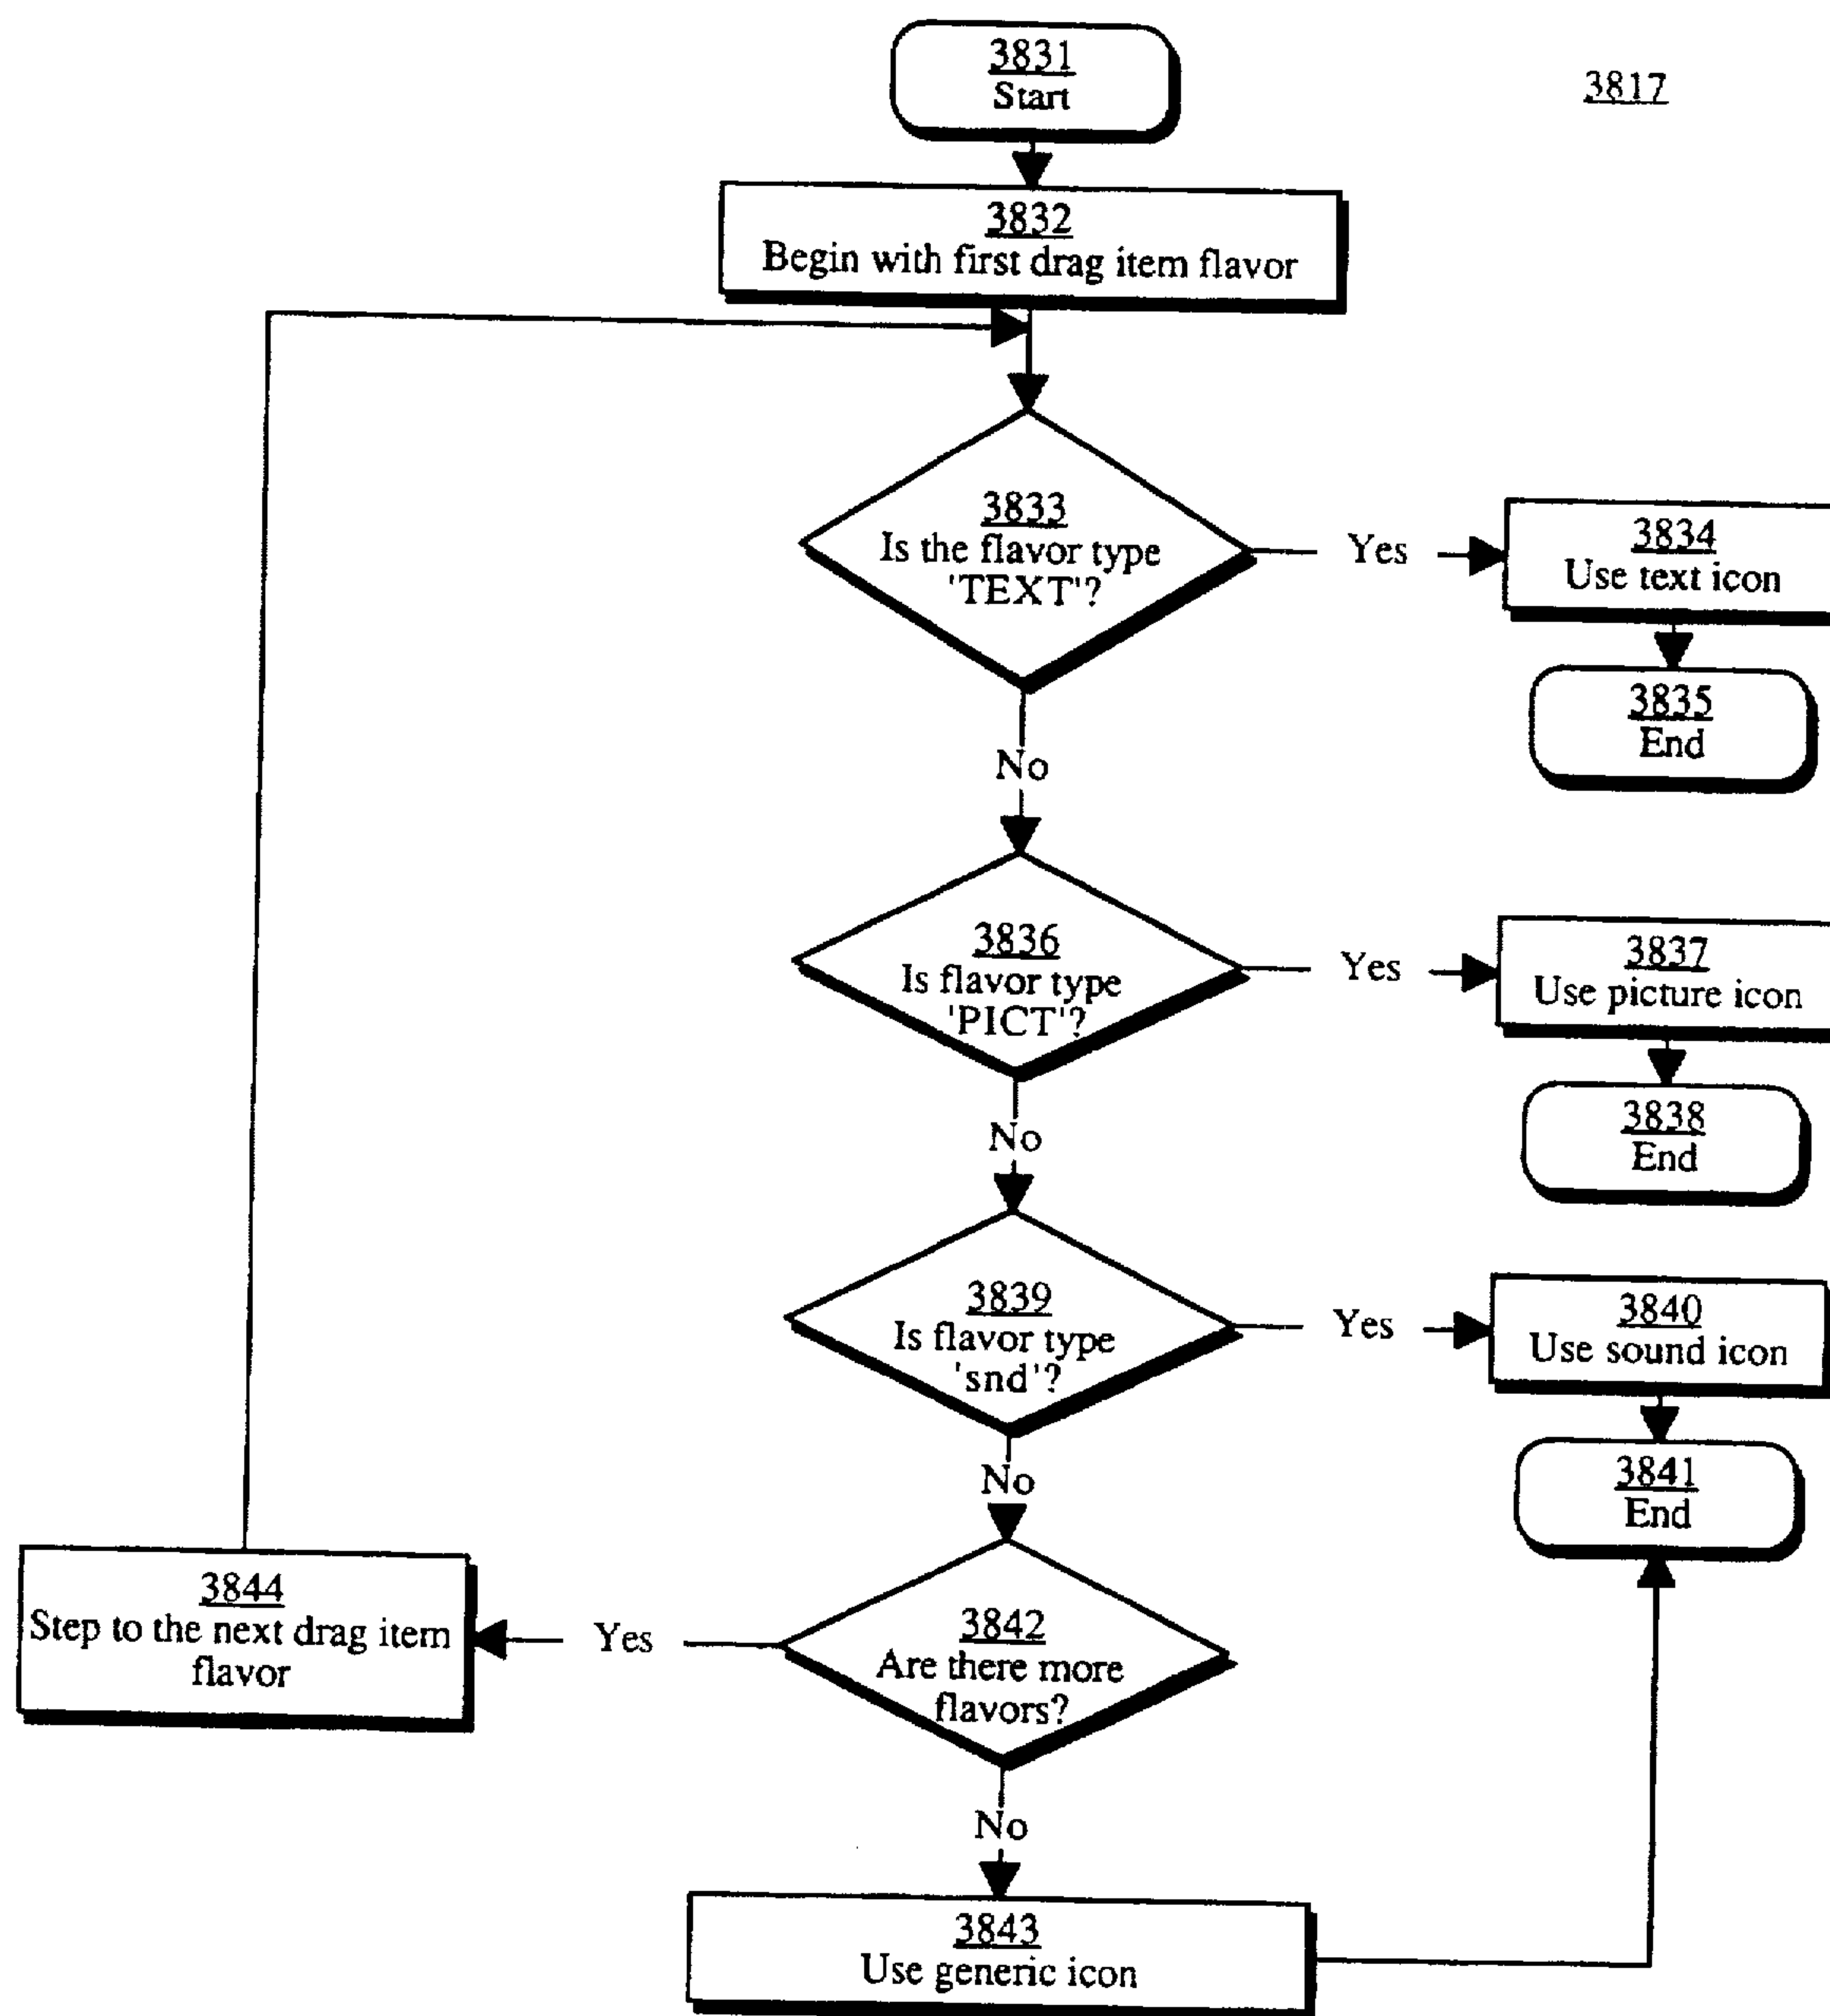 3831
Start
3817
3832
Begin with first drag item flavor
3833
Is the flavor type
'TEXT'?
Yes
3834
Use text icon
3835
End
No
3836
Is flavor type
'PICT'?
Yes
3837
Use picture icon
3838
End
No
3839
Is flavor type
'snd'?
Yes
3840
Use sound icon
3841
End
No
3842
Are there more
flavors?
Yes
3844
Step to the next drag item
flavor
No
3843
Use generic icon